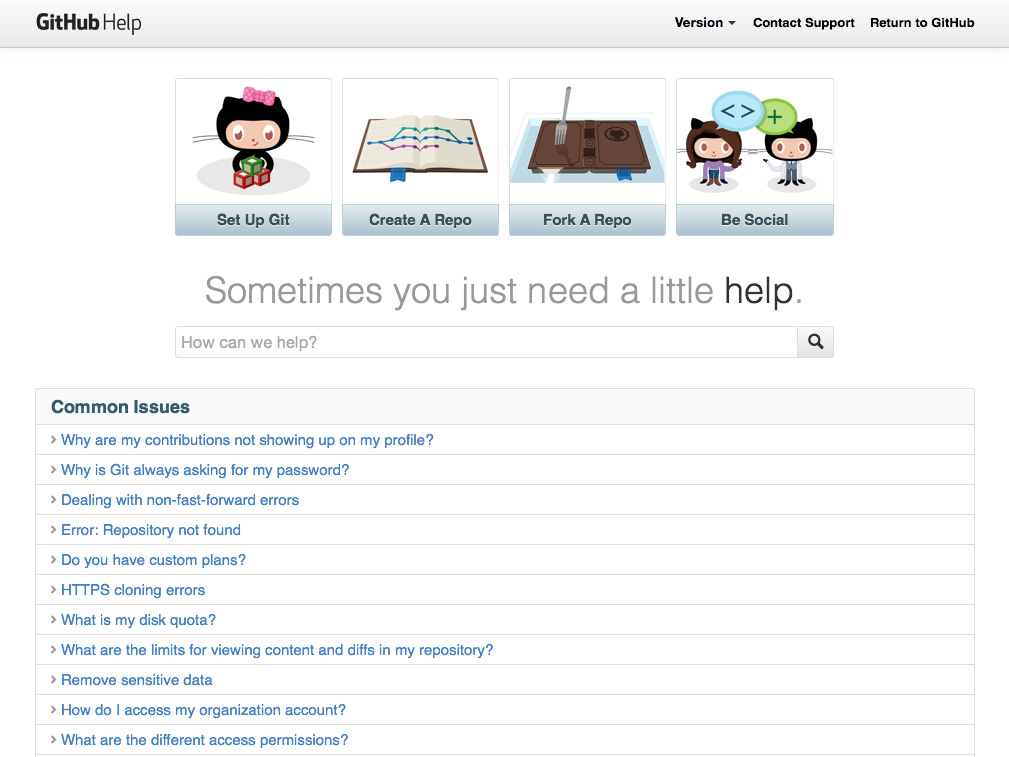 GitHub Help
Version Contact Support Return to GitHub
Set Up Git
Create A Repo
Fork A Repo
<> +
Be Social
Sometimes you just need a little help.
How can we help?
Common Issues
Why are my contributions not showing up on my profile?
Why is Git always asking for my password?
Dealing with non-fast-forward errors
Error: Repository not found
Do you have custom plans?
HTTPS cloning errors
What is my disk quota?
What are the limits for viewing content and diffs in my repository?
Remove sensitive data
How do I access my organization account?
What are the different access permissions?